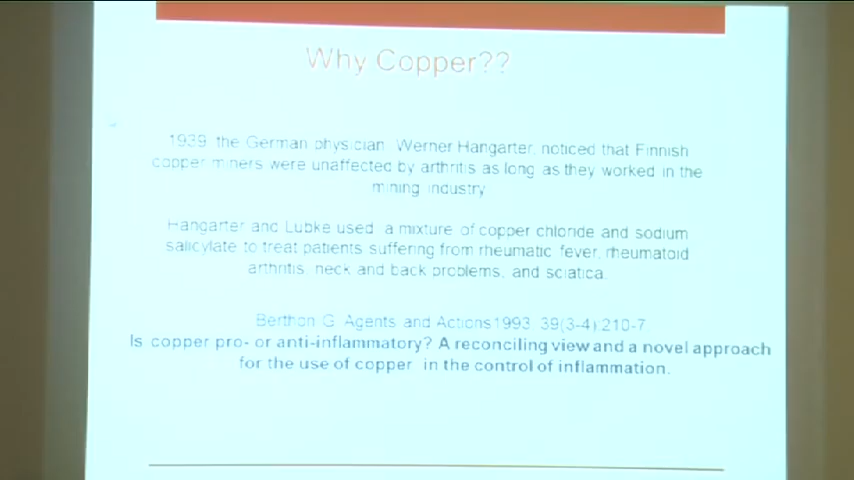 Why Copper??
1939, the German physician, Werner Hangarter, noticed that Finnish
copper miners were unaffected by arthritis as long as they worked in the
mining industry.
Hangarter and Lubke used a mixture of copper chloride and sodium
salicylate to treat patients suffering from rheumatic fever, rheumatoid
arthritis, neck and back problems, and sciatica.
Berthon G. Agents and Actions1993, 39(3-4):210-7
Is copper pro- or anti-inflammatory? A reconciling view and a novel approach
for the use of copper in the control of inflammation.